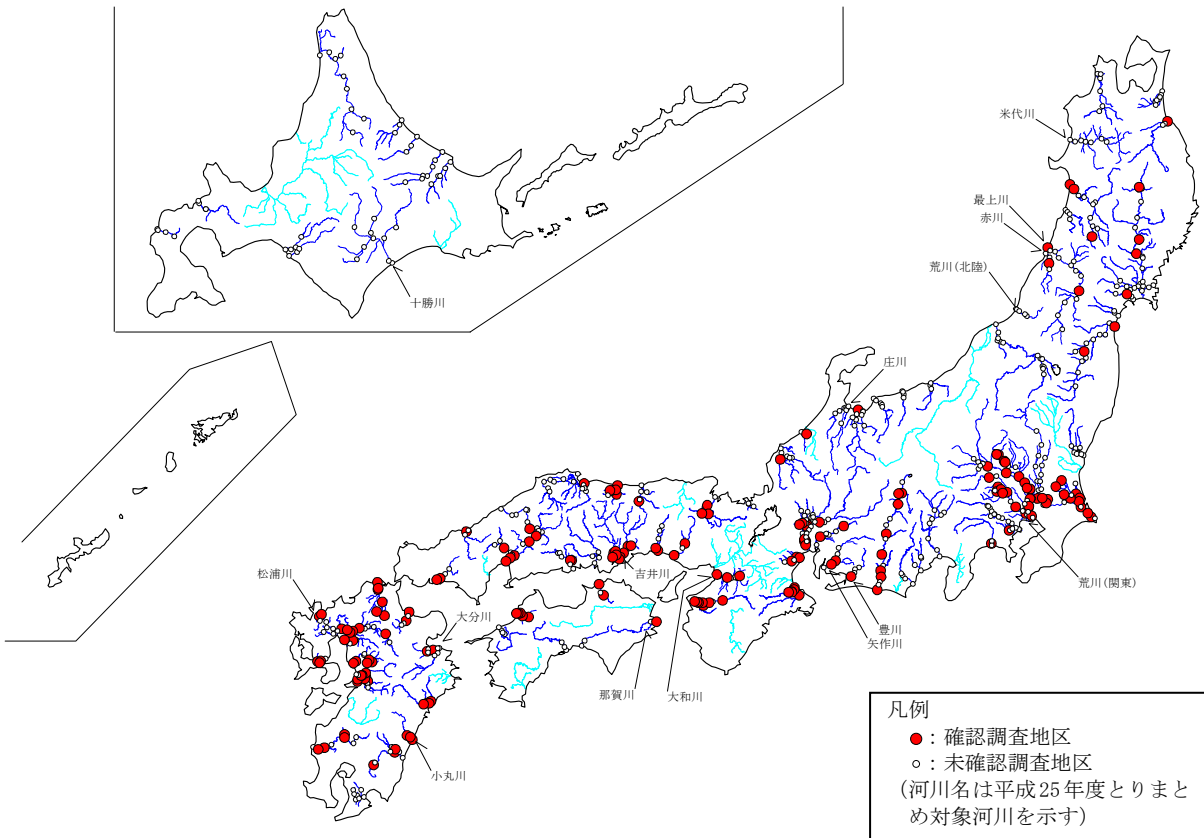 米代川
最上川
赤川
荒川(北陸)
十勝川
庄川
松浦川
大分川
吉井川
荒川(関東)
豊川
矢作川
那賀川
大和川
小丸川
凡例
●：確認調査地区
○：未確認調査地区
(河川名は平成25年度とりまと
め対象河川を示す)